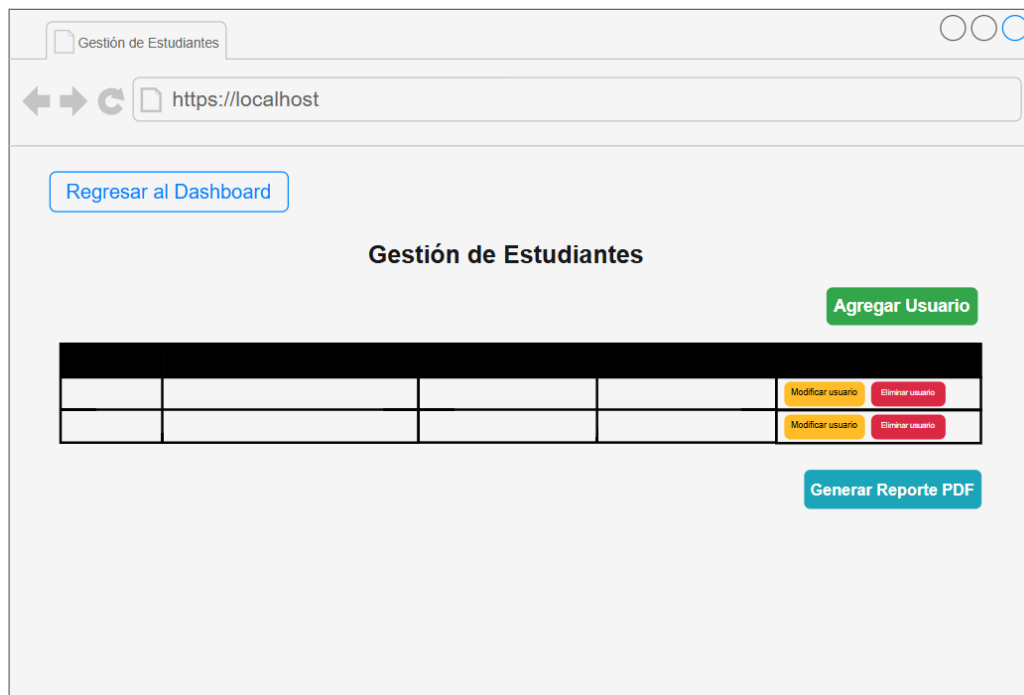 Gestión de Estudiantes
https://localhost
Regresar al Dashboard
Gestión de Estudiantes
Agregar Usuario
Modificar usuario Eliminar usuario
Modificar usuario Eliminar usuario
Generar Reporte PDF